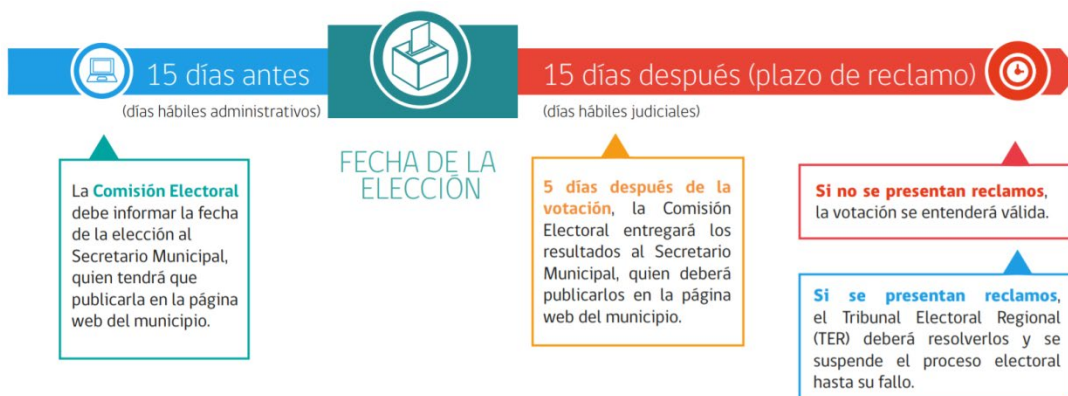 15 días antes
(días hábiles administrativos)
La Comisión Electoral
debe informar la fecha
de la elección al
Secretario Municipal,
quien tendrá que
publicarla en la página
web del municipio.
FECHA DE LA
ELECCIÓN
15 días después (plazo de reclamo)
(días hábiles judiciales)
5 días después de la
votación, la Comisión
Electoral entregará los
resultados al Secretario
Municipal, quien deberá
publicarlos en la página
web del municipio.
Si no se presentan reclamos,
la votación se entenderá válida.
Si se presentan reclamos,
el Tribunal Electoral Regional
(TER) deberá resolverlos y se
suspende el proceso electoral
hasta su fallo.